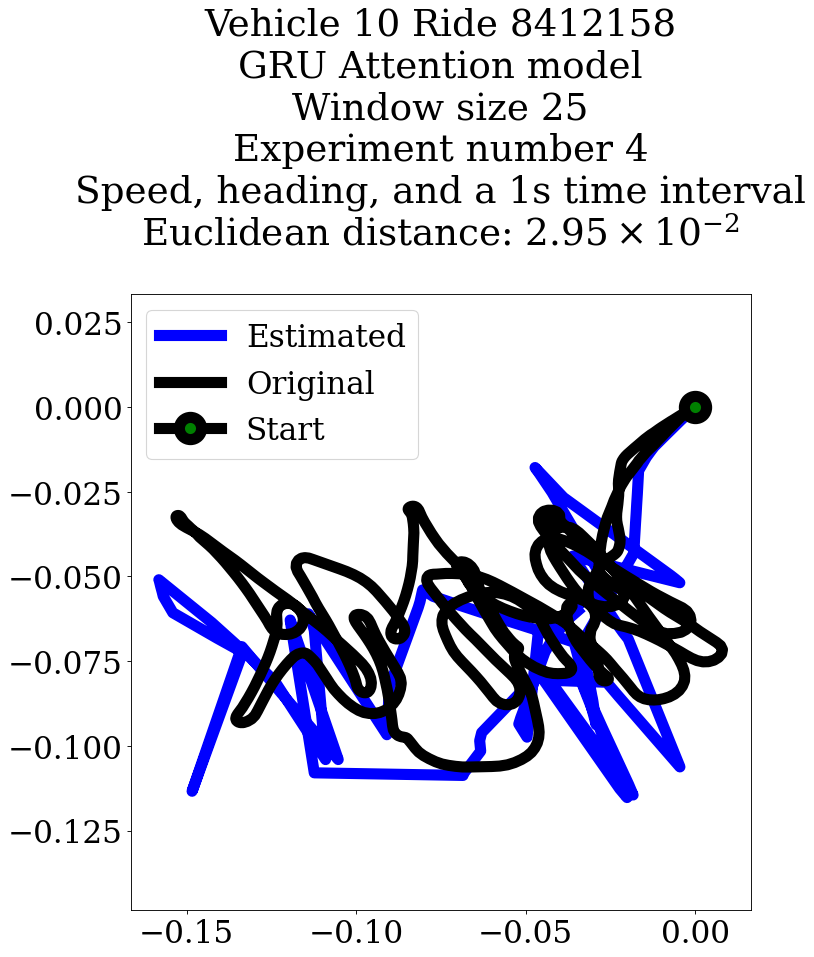 Vehicle 10 Ride 8412158
GRU Attention model
Window size 25
Experiment number 4
Speed, heading, and a 1s time interval
Euclidean distance: 2.95 × 10⁻²
Estimated
Original
Start
0.025
0.000
−0.025
−0.050
−0.075
−0.100
−0.125
−0.15 −0.10 −0.05 0.00